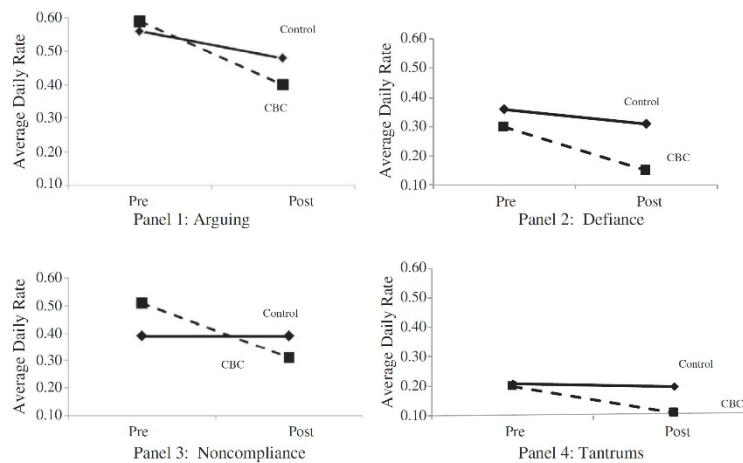 0.60
0.50
0.40
0.30
0.20
0.10
Average Daily Rate
Control
CBC
Pre Post
Panel 1: Arguing
0.60
0.50
0.40
0.30
0.20
0.10
Average Daily Rate
Control
CBC
Pre Post
Panel 2: Defiance
0.60
0.50
0.40
0.30
0.20
0.10
Average Daily Rate
Control
CBC
Pre Post
Panel 3: Noncompliance
0.60
0.50
0.40
0.30
0.20
0.10
Average Daily Rate
Control
CBC
Pre Post
Panel 4: Tantrums